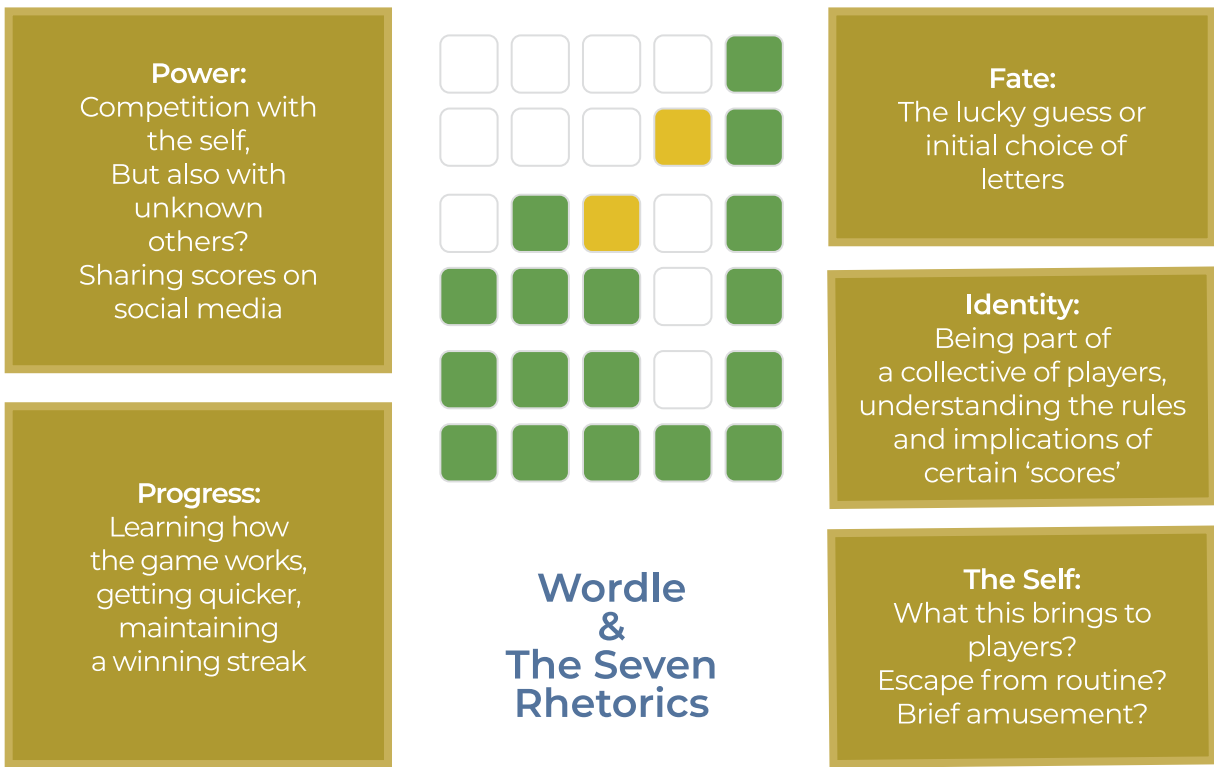 Power:
Competition with
the self,
But also with
unknown
others?
Sharing scores on
social media
Progress:
Learning how
the game works,
getting quicker,
maintaining
a winning streak
Wordle
&
The Seven
Rhetorics
Fate:
The lucky guess or
initial choice of
letters
Identity:
Being part of
a collective of players,
understanding the rules
and implications of
certain ‘scores’
The Self:
What this brings to
players?
Escape from routine?
Brief amusement?